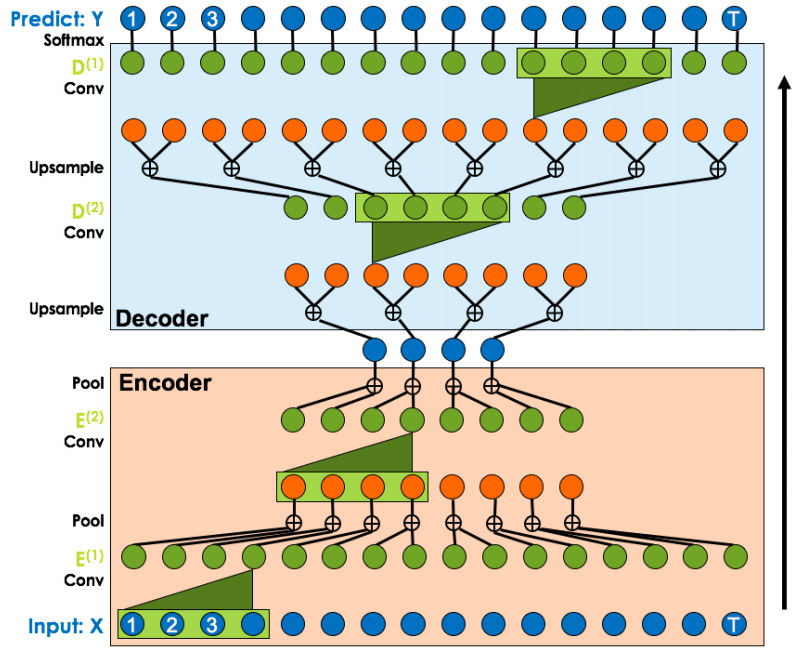 Predict: Y 1 2 3 T
Softmax
D(1)
Conv
Upsample
D(2)
Conv
Upsample
Decoder
Pool
Encoder
E(2)
Conv
Pool
E(1)
Conv
Input: X 1 2 3 T